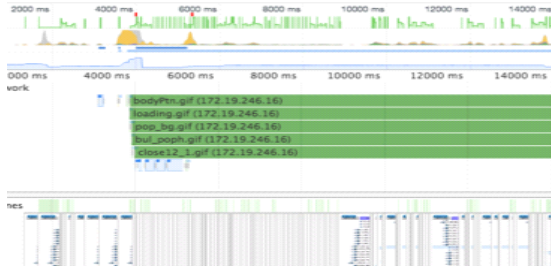 2000 ms 4000 ms 6000 ms 8000 ms 10000 ms 12000 ms 14000 ms
000 ms 4000 ms 6000 ms 8000 ms 10000 ms 12000 ms 14000 ms
work
bodyPtn.gif (172.19.246.16)
loading.gif (172.19.246.16)
pop_bg.gif (172.19.246.16)
bul_poph.gif (172.19.246.16)
close12_1.gif (172.19.246.16)
nes